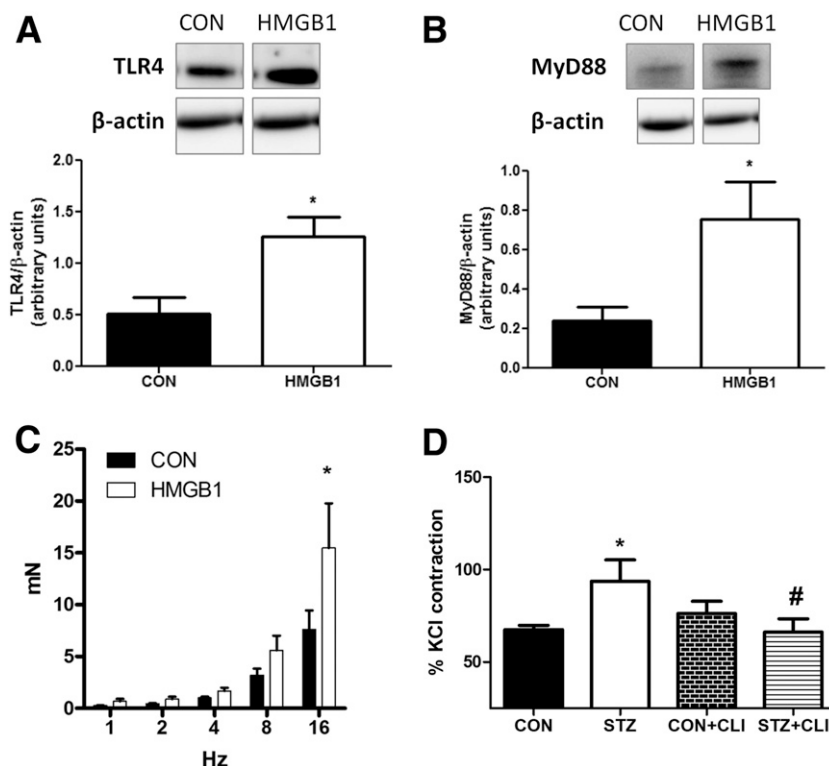 A
CON HMGB1
TLR4
β-actin
TLR4/β-actin
(arbitrary units)
2.0
1.5
1.0
0.5
0.0
CON HMGB1
*
B
CON HMGB1
MyD88
β-actin
MyD88/β-actin
(arbitrary units)
1.0
0.8
0.6
0.4
0.2
0.0
CON HMGB1
*
C
CON
HMGB1
mN
25
20
15
10
5
0
*
1 2 4 8 16
Hz
D
% KCl contraction
100
50
*
#
CON STZ CON+CLI STZ+CLI